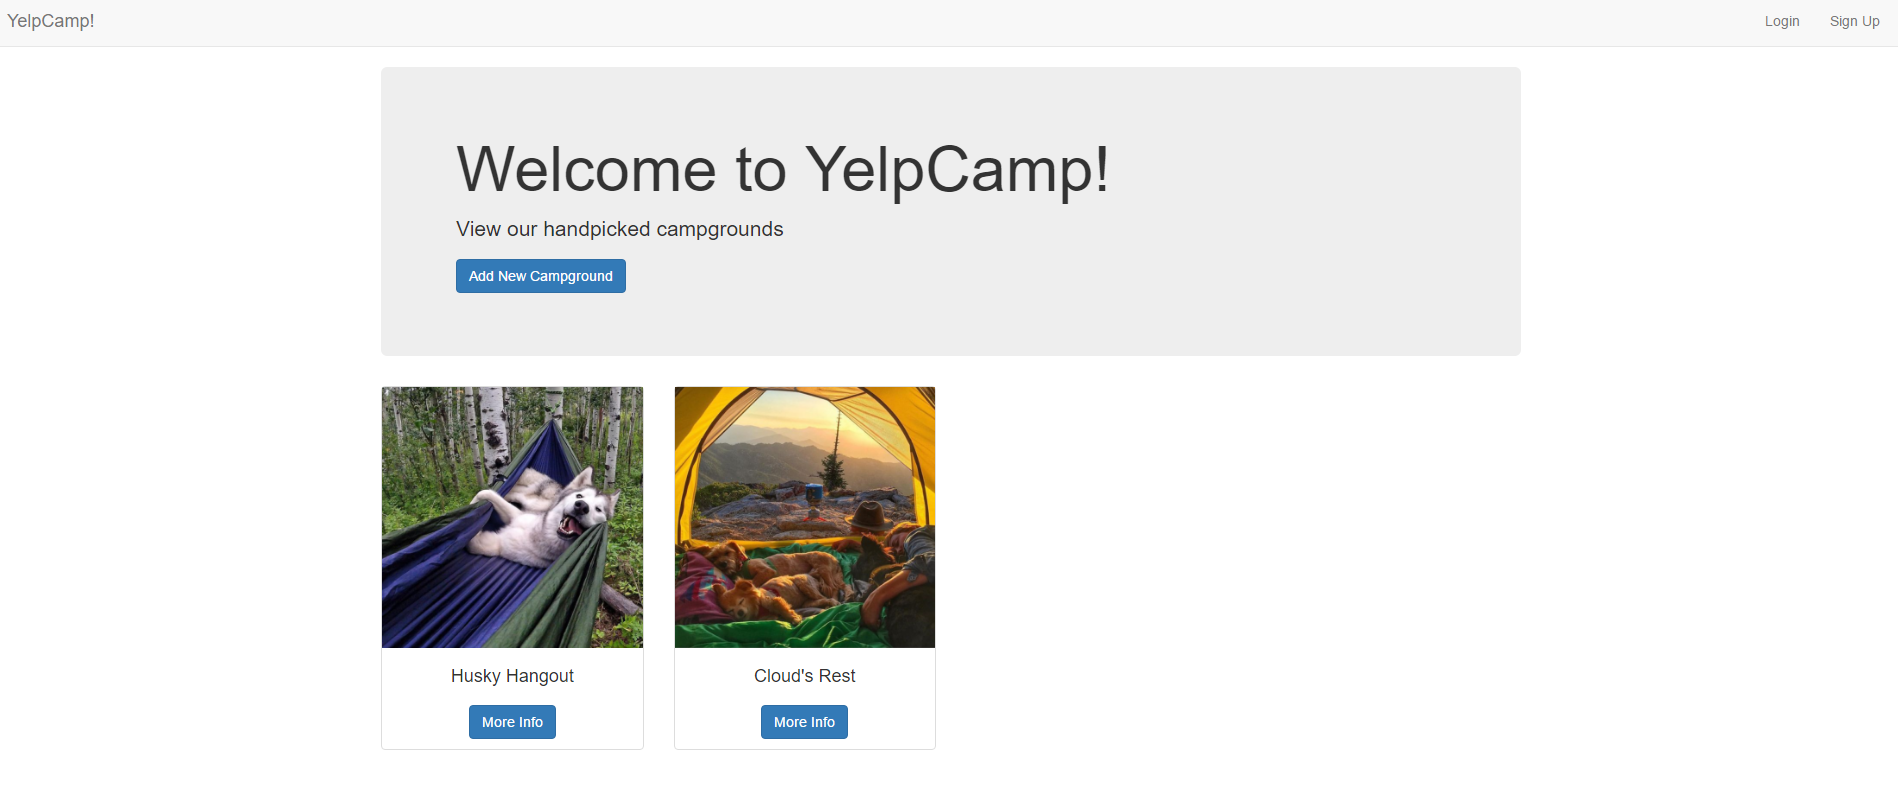 YelpCamp!
Login
Sign Up
Welcome to YelpCamp!
View our handpicked campgrounds
Add New Campground
Husky Hangout
Cloud's Rest
More Info
More Info